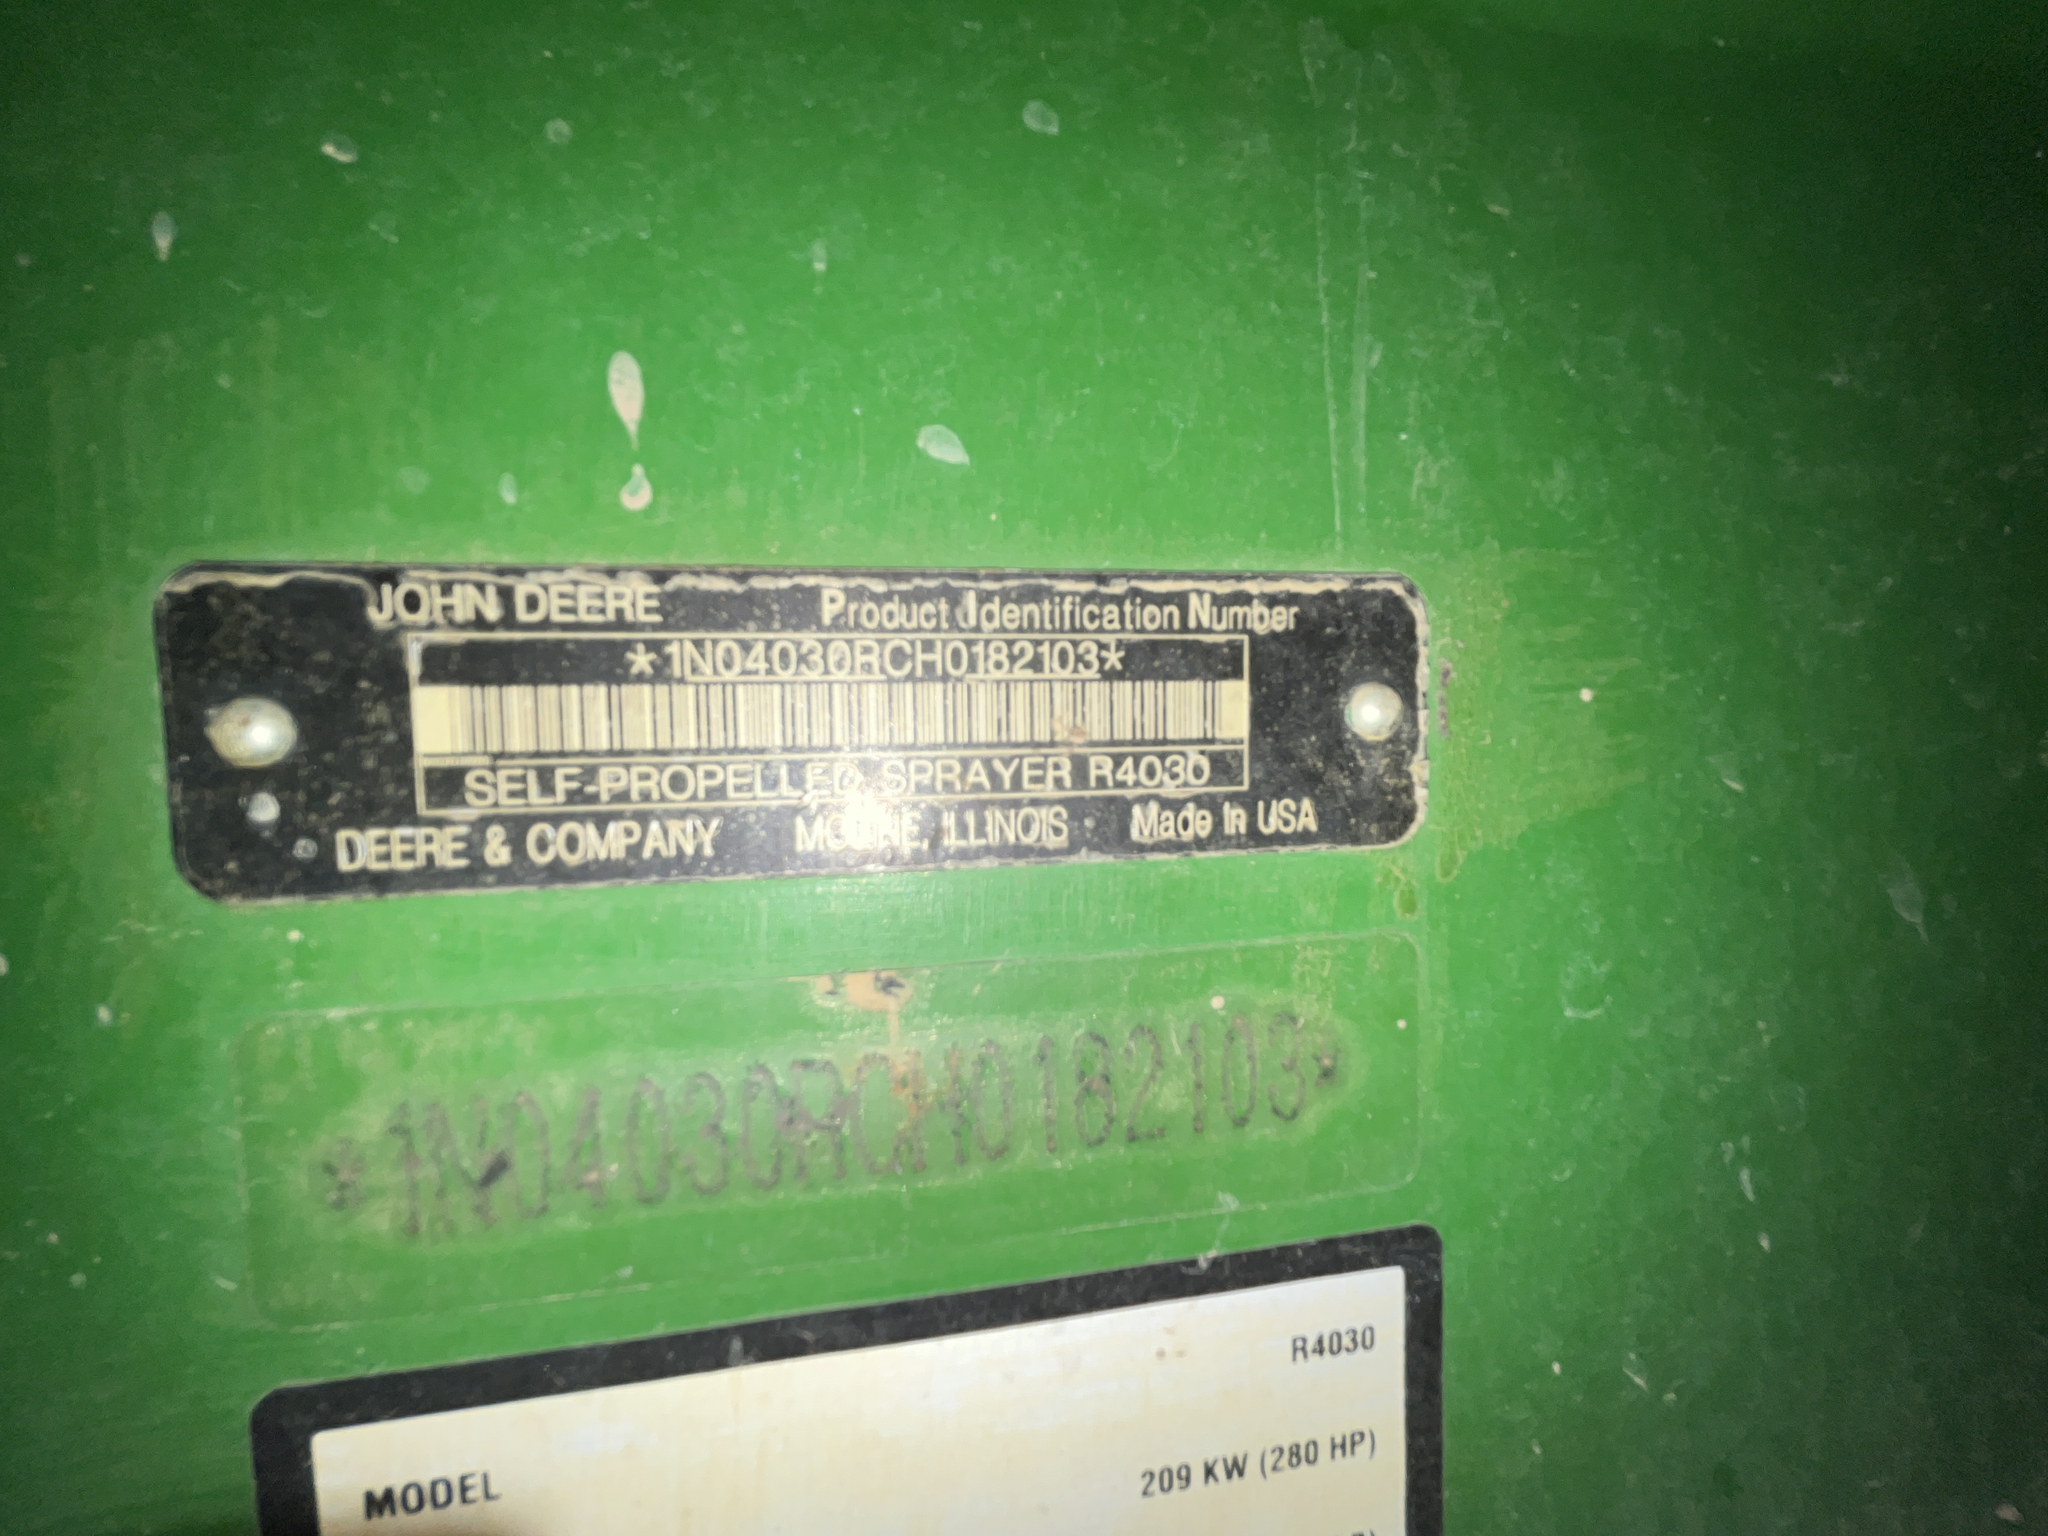 JOHN DEERE Product Identification Number
*1N04030RCH0182103*
SELF-PROPELLED SPRAYER R4030
DEERE & COMPANY MOLINE, ILLINOIS Made in USA
*1N04030RCH0182103*
R4030
MODEL 209 KW (280 HP)